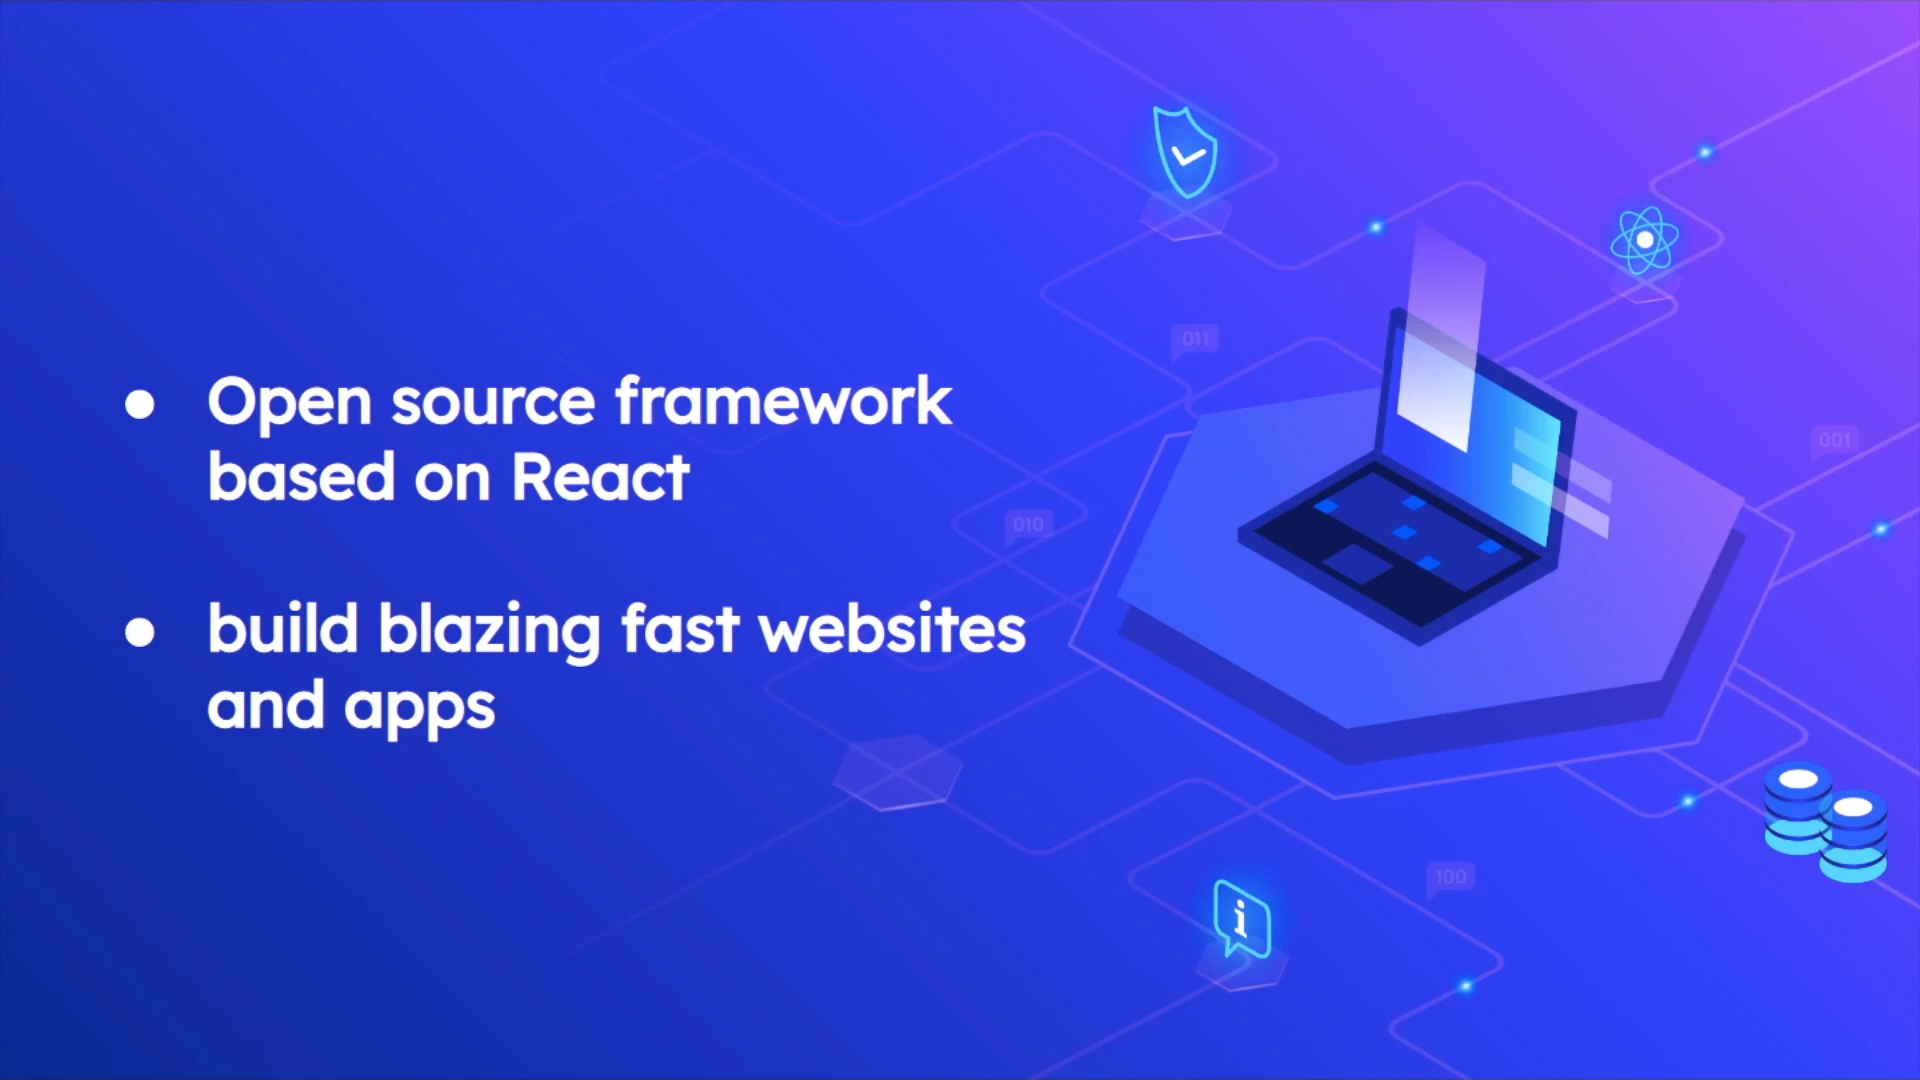 ● Open source framework
based on React
● build blazing fast websites
and apps
011
001
010
100
i